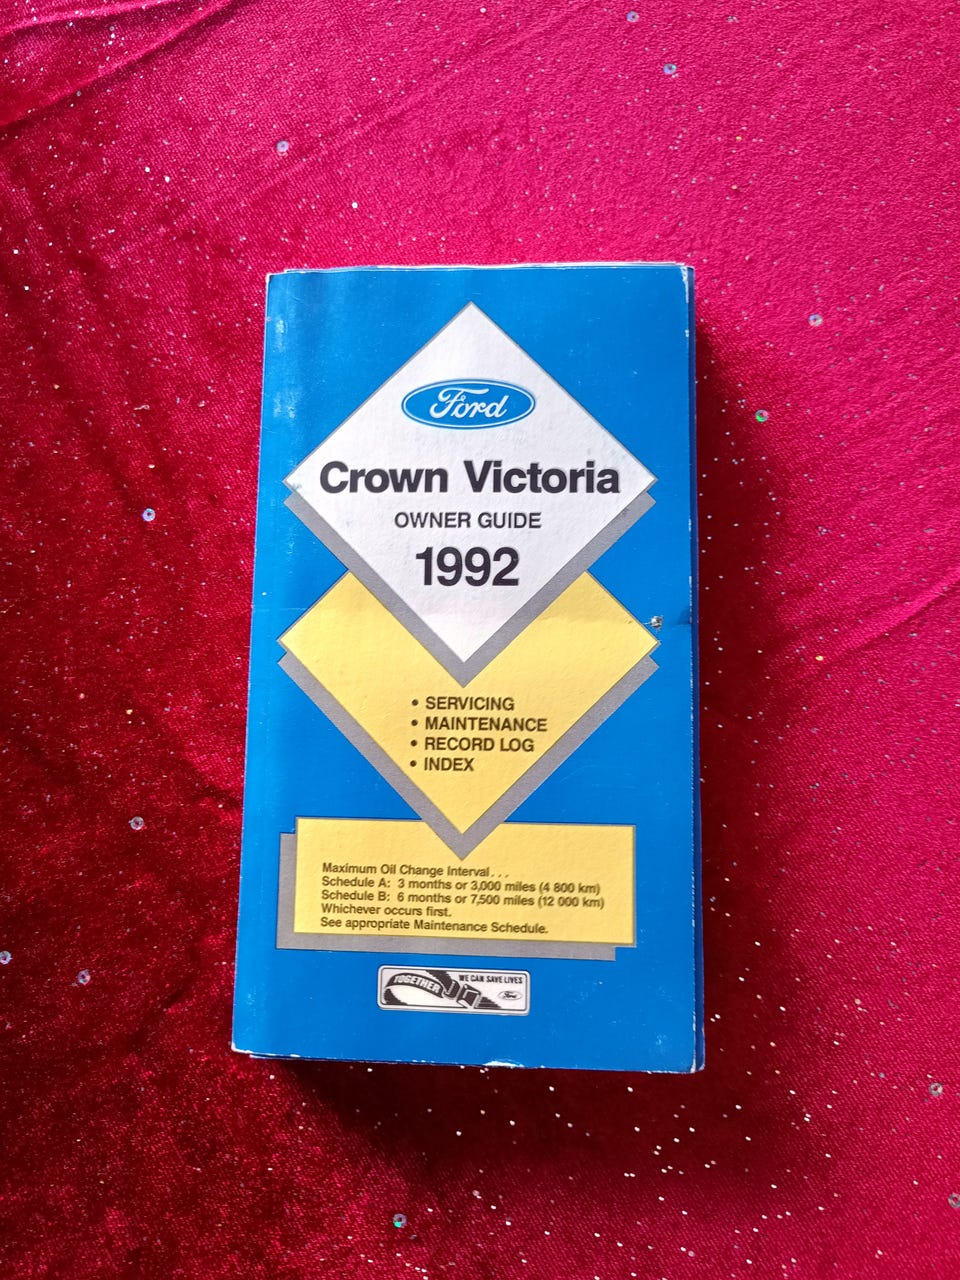 Ford
Crown Victoria
OWNER GUIDE
1992
• SERVICING
• MAINTENANCE
• RECORD LOG
• INDEX
Maximum Oil Change Interval...
Schedule A: 3 months or 3,000 miles (4 800 km)
Schedule B: 6 months or 7,500 miles (12 000 km)
Whichever occurs first.
See appropriate Maintenance Schedule.
TOGETHER WE CAN SAVE LIVES
Ford